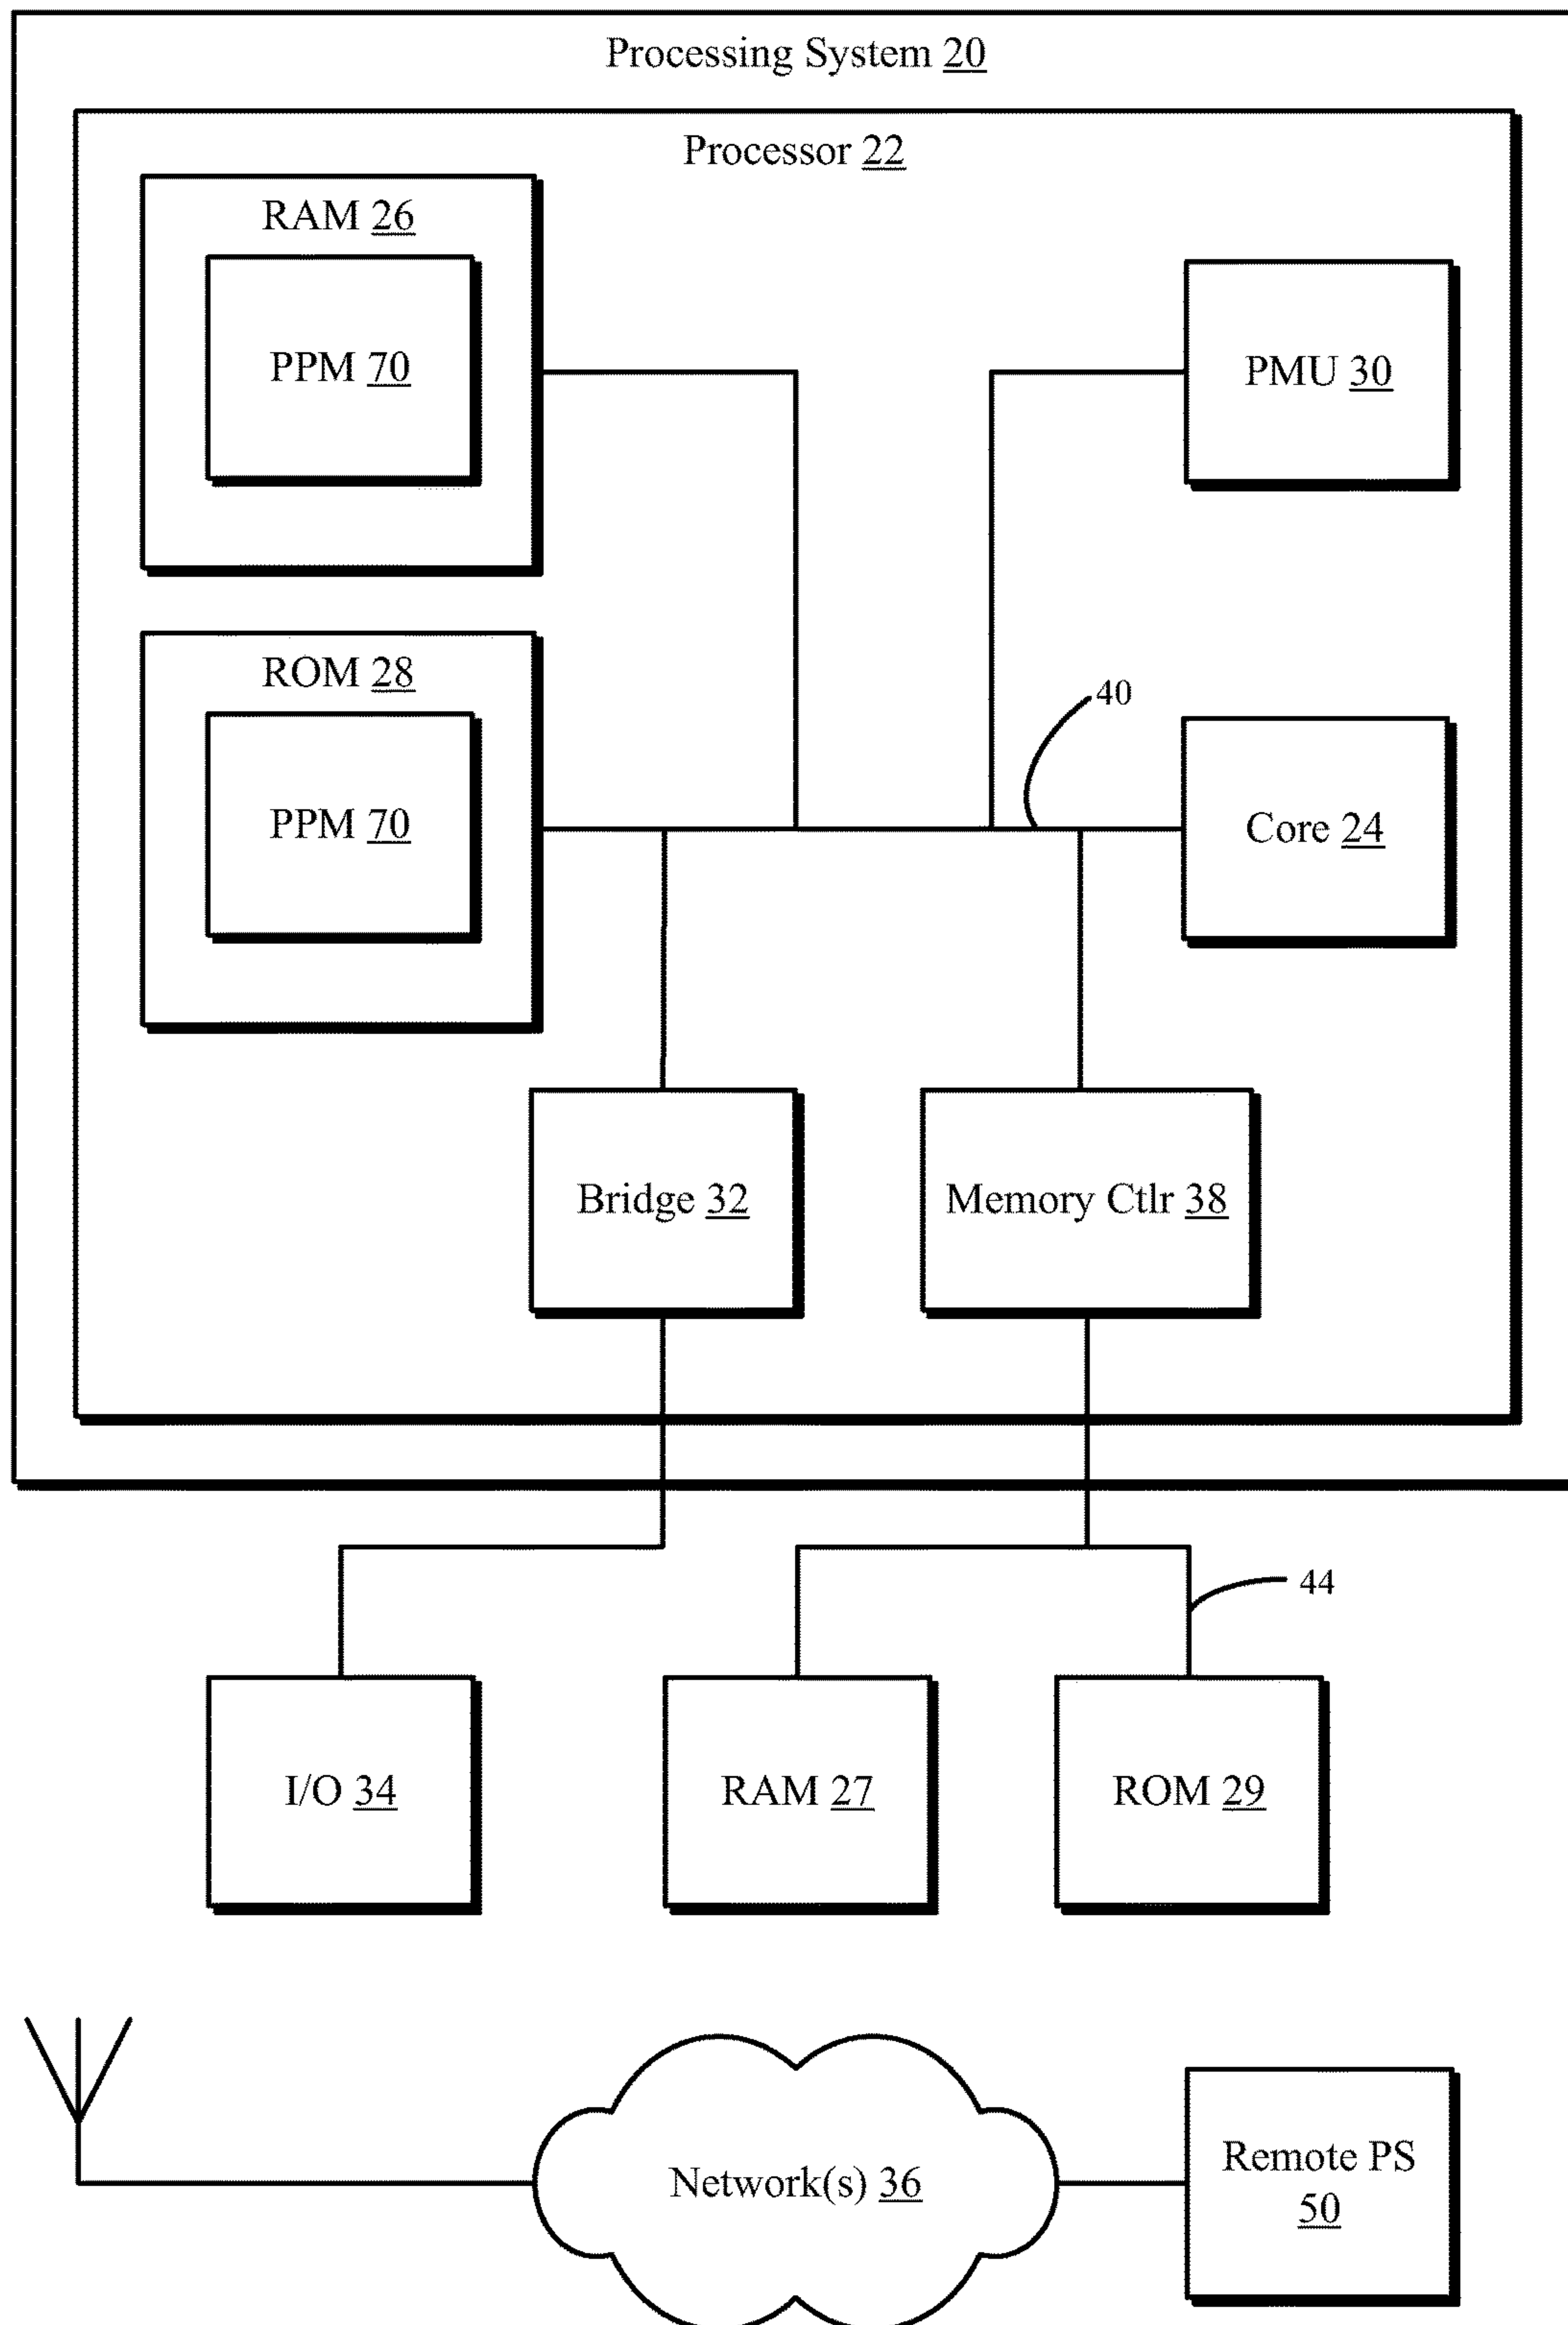 Processing System 20
Processor 22
RAM 26
PPM 70
PMU 30
ROM 28
PPM 70
40
Core 24
Bridge 32
Memory Ctlr 38
44
I/O 34
RAM 27
ROM 29
Network(s) 36
Remote PS
50